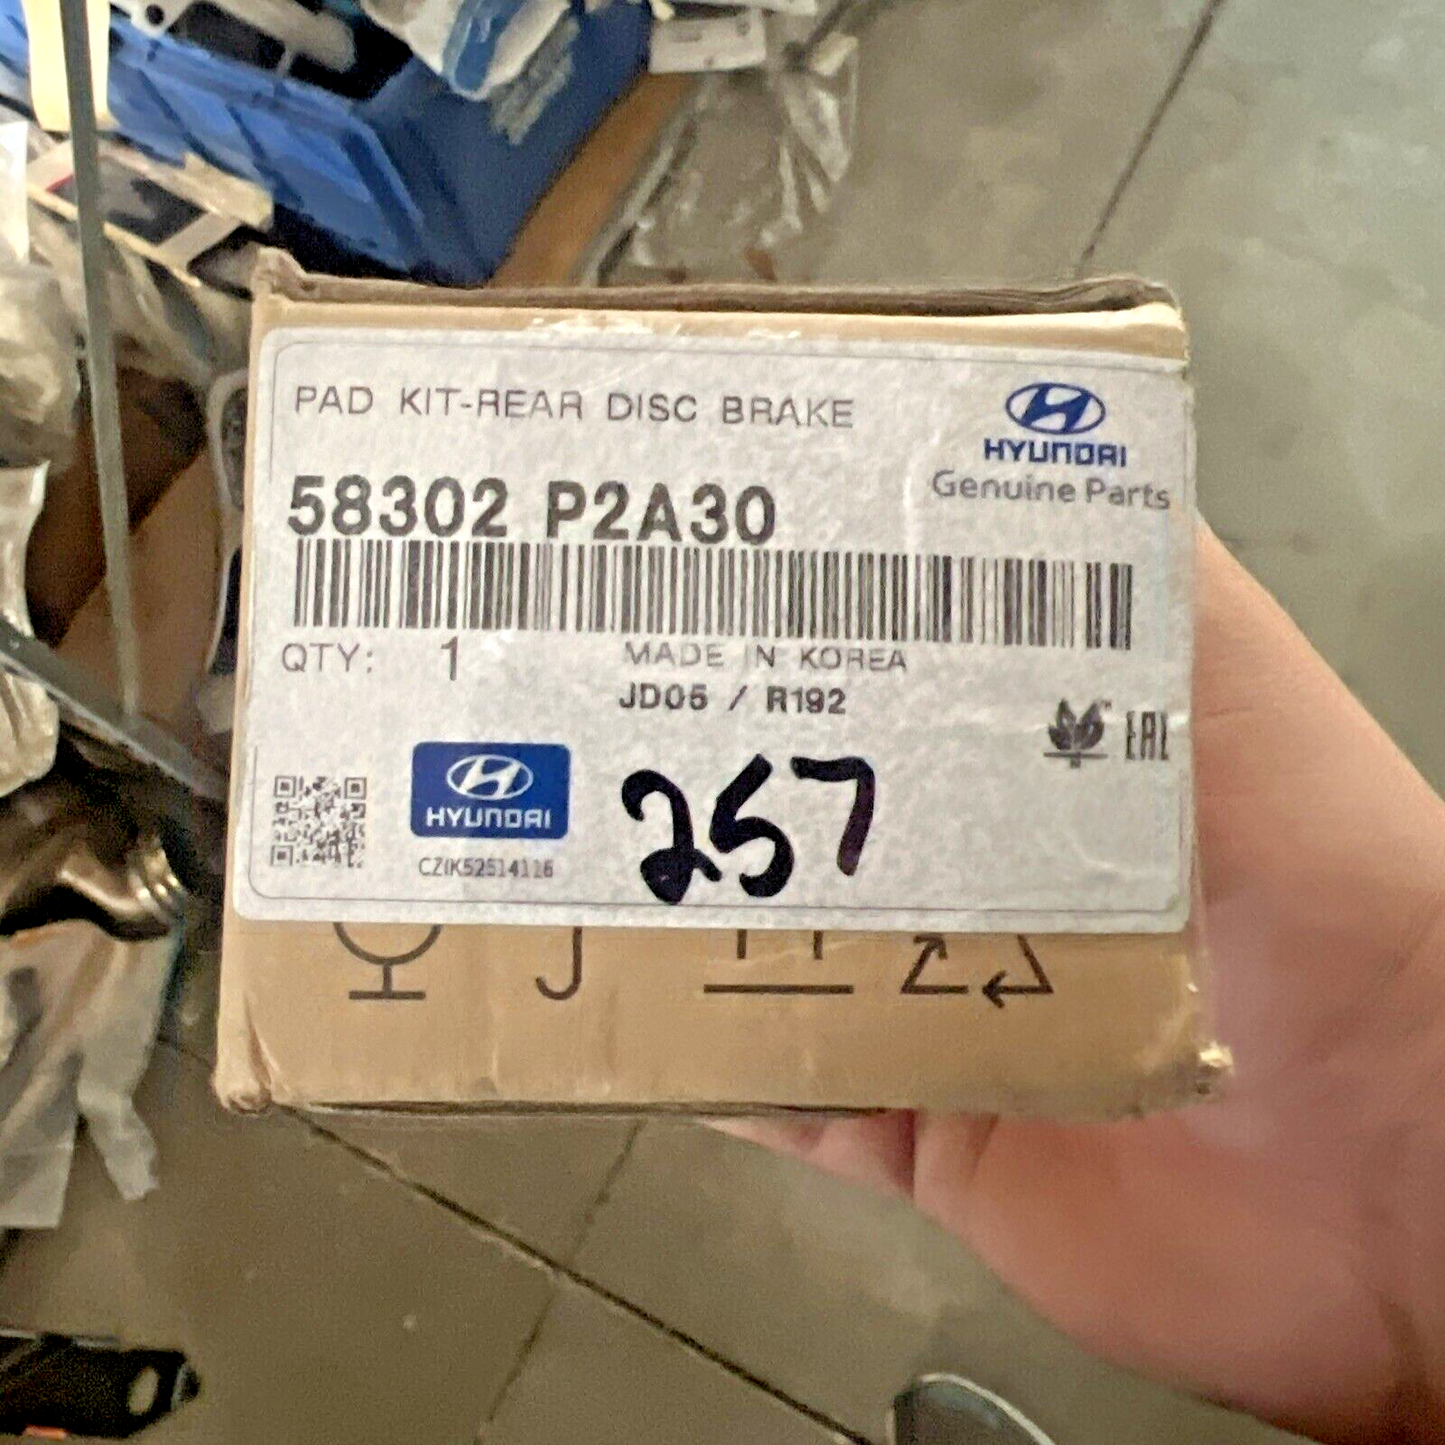 PAD KIT-REAR DISC BRAKE
HYUNDAI
Genuine Parts
58302 P2A30
QTY: 1
MADE IN KOREA
JD05 / R192
EAC
HYUNDAI
CZIK52514116
257